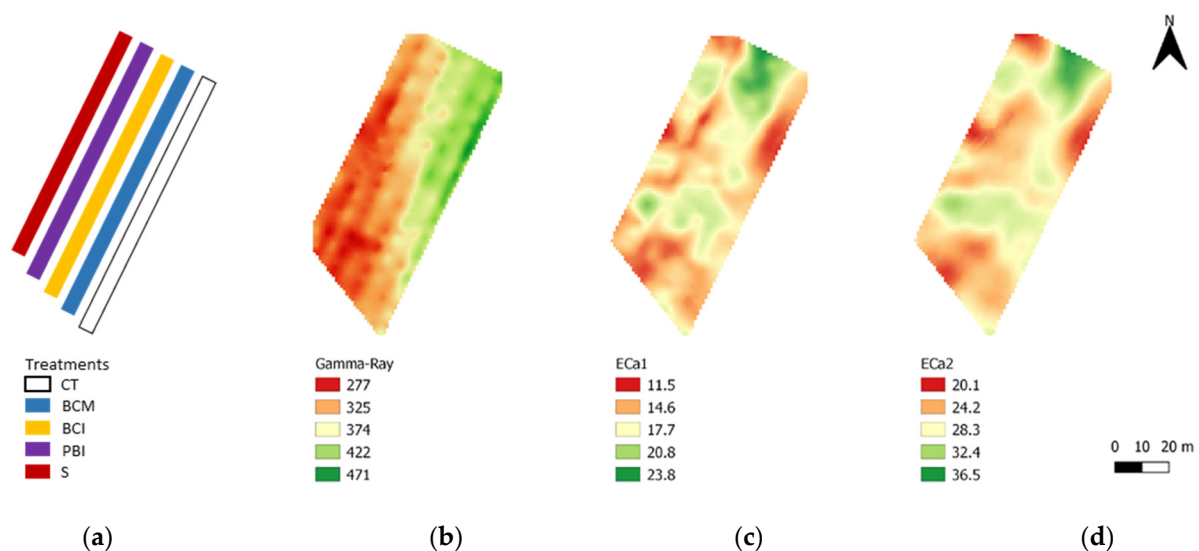 N
Treatments
CT
BCM
BCI
PBI
S
Gamma-Ray
277
325
374
422
471
ECa1
11.5
14.6
17.7
20.8
23.8
ECa2
20.1
24.2
28.3
32.4
36.5
0 10 20 m
(a) (b) (c) (d)